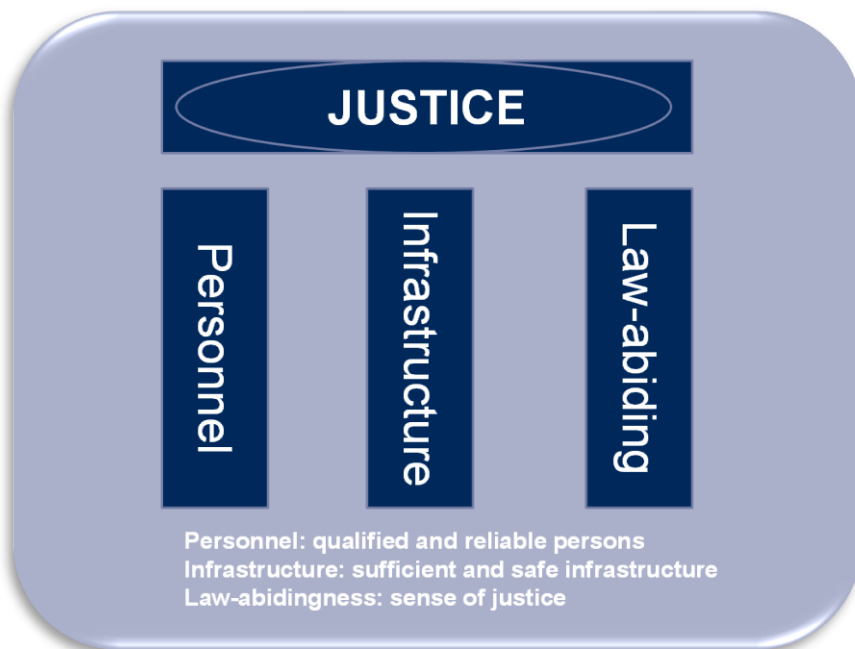 JUSTICE
Personnel
Infrastructure
Law-abiding
Personnel: qualified and reliable persons
Infrastructure: sufficient and safe infrastructure
Law-abidingness: sense of justice